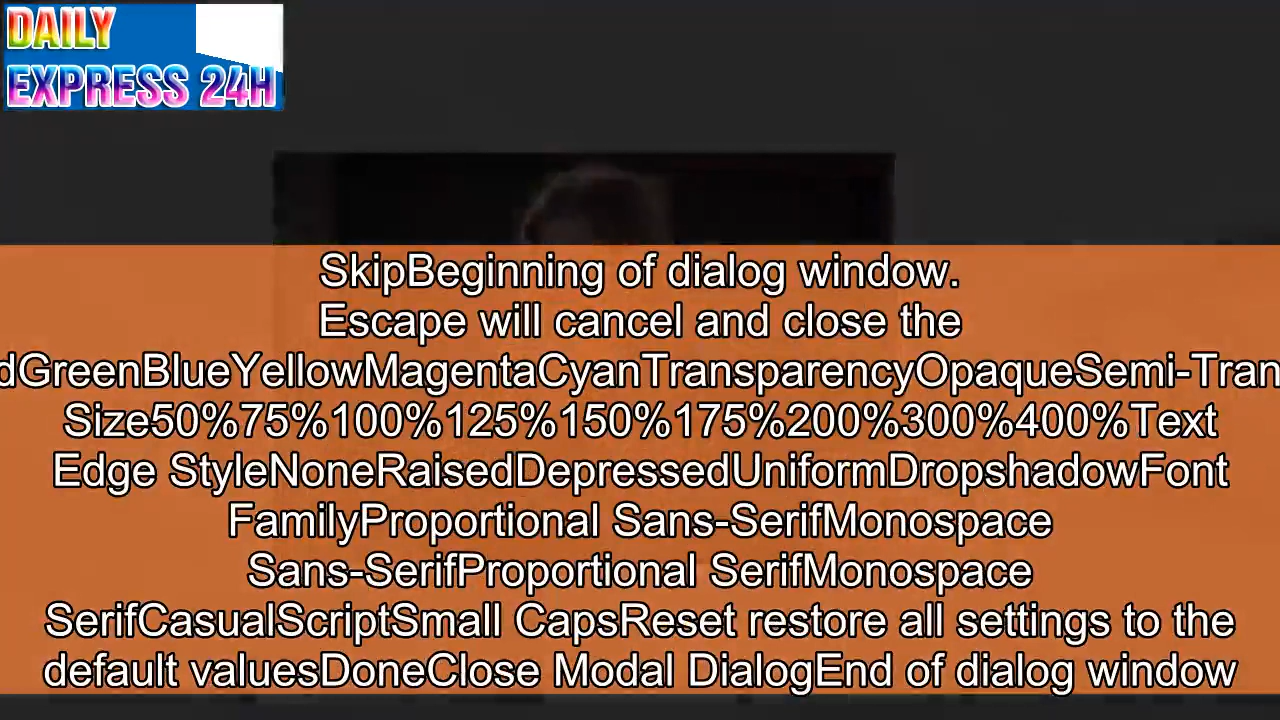 DAILY
EXPRESS 24H
SkipBeginning of dialog window.
Escape will cancel and close the
dGreenBlueYellowMagentaCyanTransparencyOpaqueSemi-Tran
Size50%75%100%125%150%175%200%300%400%Text
Edge StyleNoneRaisedDepressedUniformDropshadowFont
FamilyProportional Sans-SerifMonospace
Sans-SerifProportional SerifMonospace
SerifCasualScriptSmall CapsReset restore all settings to the
default valuesDoneClose Modal DialogEnd of dialog window